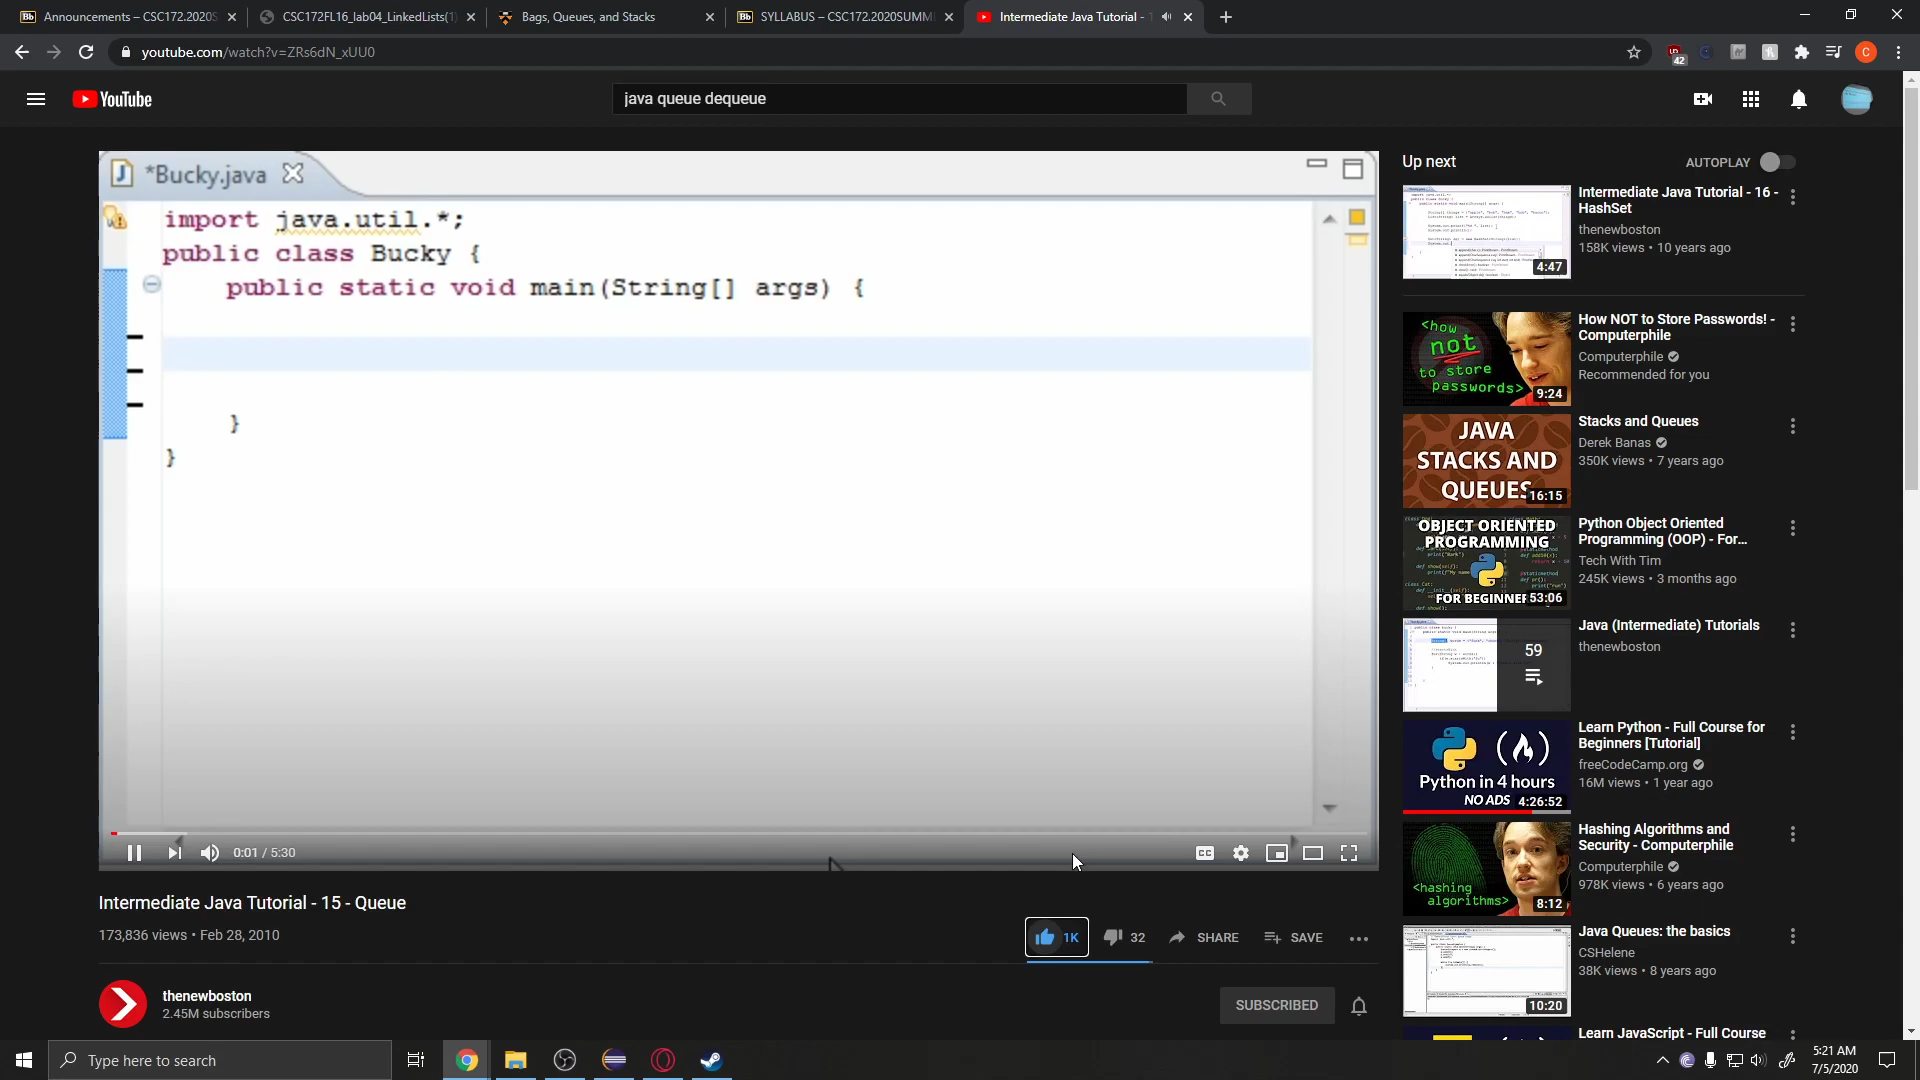 Announcements – CSC172.2020S
CSC172FL16_lab04_LinkedLists(1)
Bags, Queues, and Stacks
SYLLABUS – CSC172.2020SUMM
Intermediate Java Tutorial - 1
youtube.com/watch?v=ZRs6dN_xUU0
42
C
YouTube
java queue dequeue
*Bucky.java
import java.util.*;
public class Bucky {
public static void main(String[] args) {
}
}
0:01 / 5:30
CC
Intermediate Java Tutorial - 15 - Queue
173,836 views • Feb 28, 2010
1K
32
SHARE
SAVE
thenewboston
2.45M subscribers
SUBSCRIBED
Up next
AUTOPLAY
4:47
Intermediate Java Tutorial - 16 -
HashSet
thenewboston
158K views • 10 years ago
<how
not
to store
passwords>
9:24
How NOT to Store Passwords! -
Computerphile
Computerphile
Recommended for you
JAVA
STACKS AND
QUEUES
16:15
Stacks and Queues
Derek Banas
350K views • 7 years ago
OBJECT ORIENTED
PROGRAMMING
FOR BEGINNER
53:06
Python Object Oriented
Programming (OOP) - For...
Tech With Tim
245K views • 3 months ago
59
Java (Intermediate) Tutorials
thenewboston
Python in 4 hours
NO ADS
4:26:52
Learn Python - Full Course for
Beginners [Tutorial]
freeCodeCamp.org
16M views • 1 year ago
<hashing
algorithms>
8:12
Hashing Algorithms and
Security - Computerphile
Computerphile
978K views • 6 years ago
10:20
Java Queues: the basics
CSHelene
38K views • 8 years ago
Learn JavaScript - Full Course
Type here to search
5:21 AM
7/5/2020